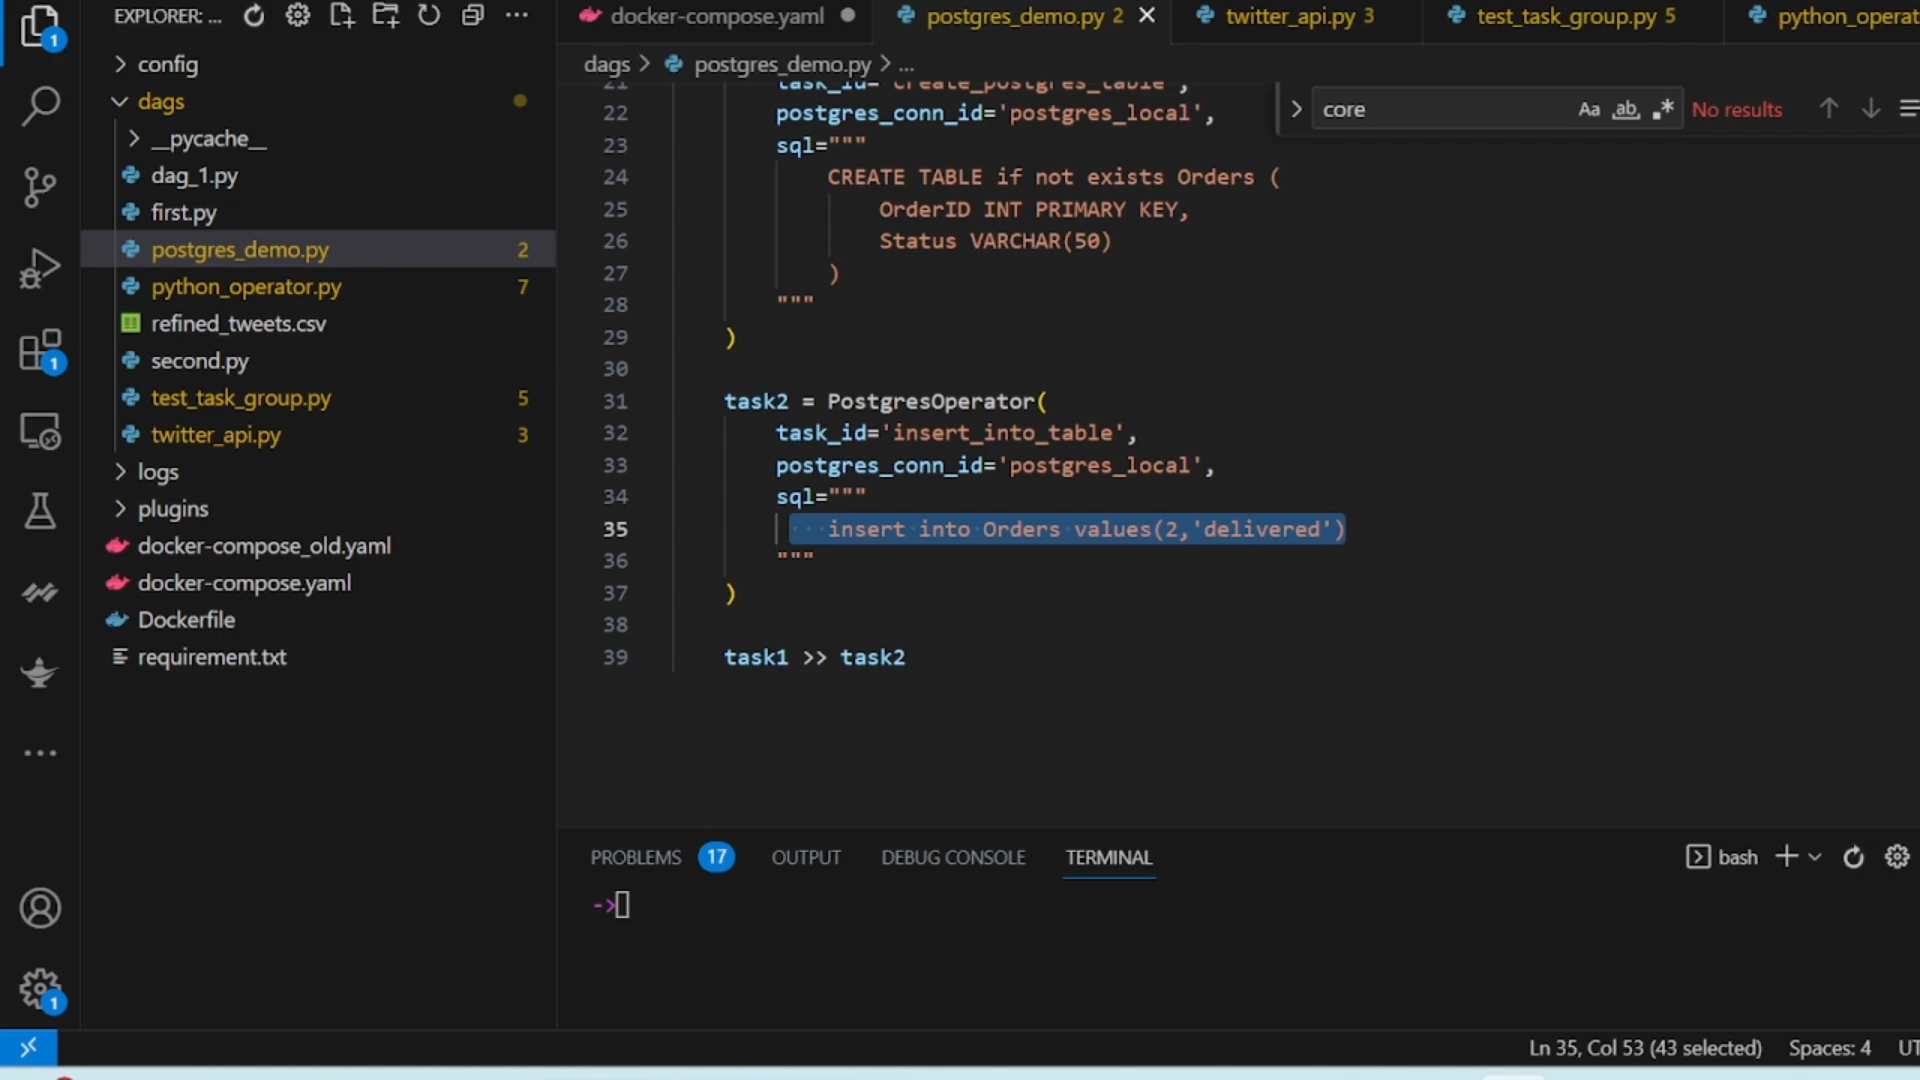 EXPLORER: ...
config
dags
__pycache__
dag_1.py
first.py
postgres_demo.py 2
python_operator.py 7
refined_tweets.csv
second.py
test_task_group.py 5
twitter_api.py 3
logs
plugins
docker-compose_old.yaml
docker-compose.yaml
Dockerfile
requirement.txt
1
1
1
docker-compose.yaml
postgres_demo.py 2
twitter_api.py 3
test_task_group.py 5
python_operat
dags > postgres_demo.py > ...
core
Aa ab .*
No results
21 task_id='create_postgres_table',
22 postgres_conn_id='postgres_local',
23 sql="""
24 CREATE TABLE if not exists Orders (
25 OrderID INT PRIMARY KEY,
26 Status VARCHAR(50)
27 )
28 """
29 )
30
31 task2 = PostgresOperator(
32 task_id='insert_into_table',
33 postgres_conn_id='postgres_local',
34 sql="""
35 insert into Orders values(2,'delivered')
36 """
37 )
38
39 task1 >> task2
PROBLEMS 17 OUTPUT DEBUG CONSOLE TERMINAL
bash
->
Ln 35, Col 53 (43 selected) Spaces: 4 UT